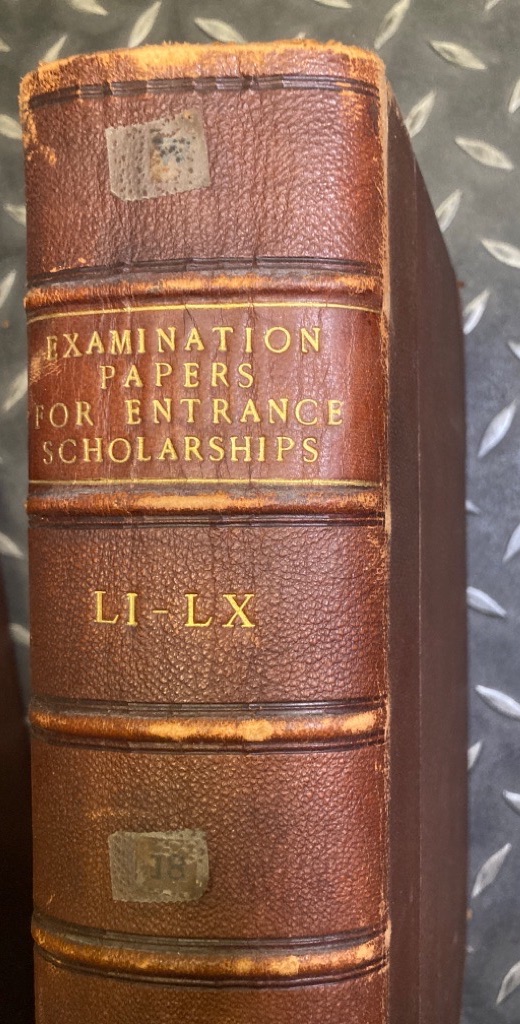 EXAMINATION
PAPERS
FOR ENTRANCE
SCHOLARSHIPS
LI-LX